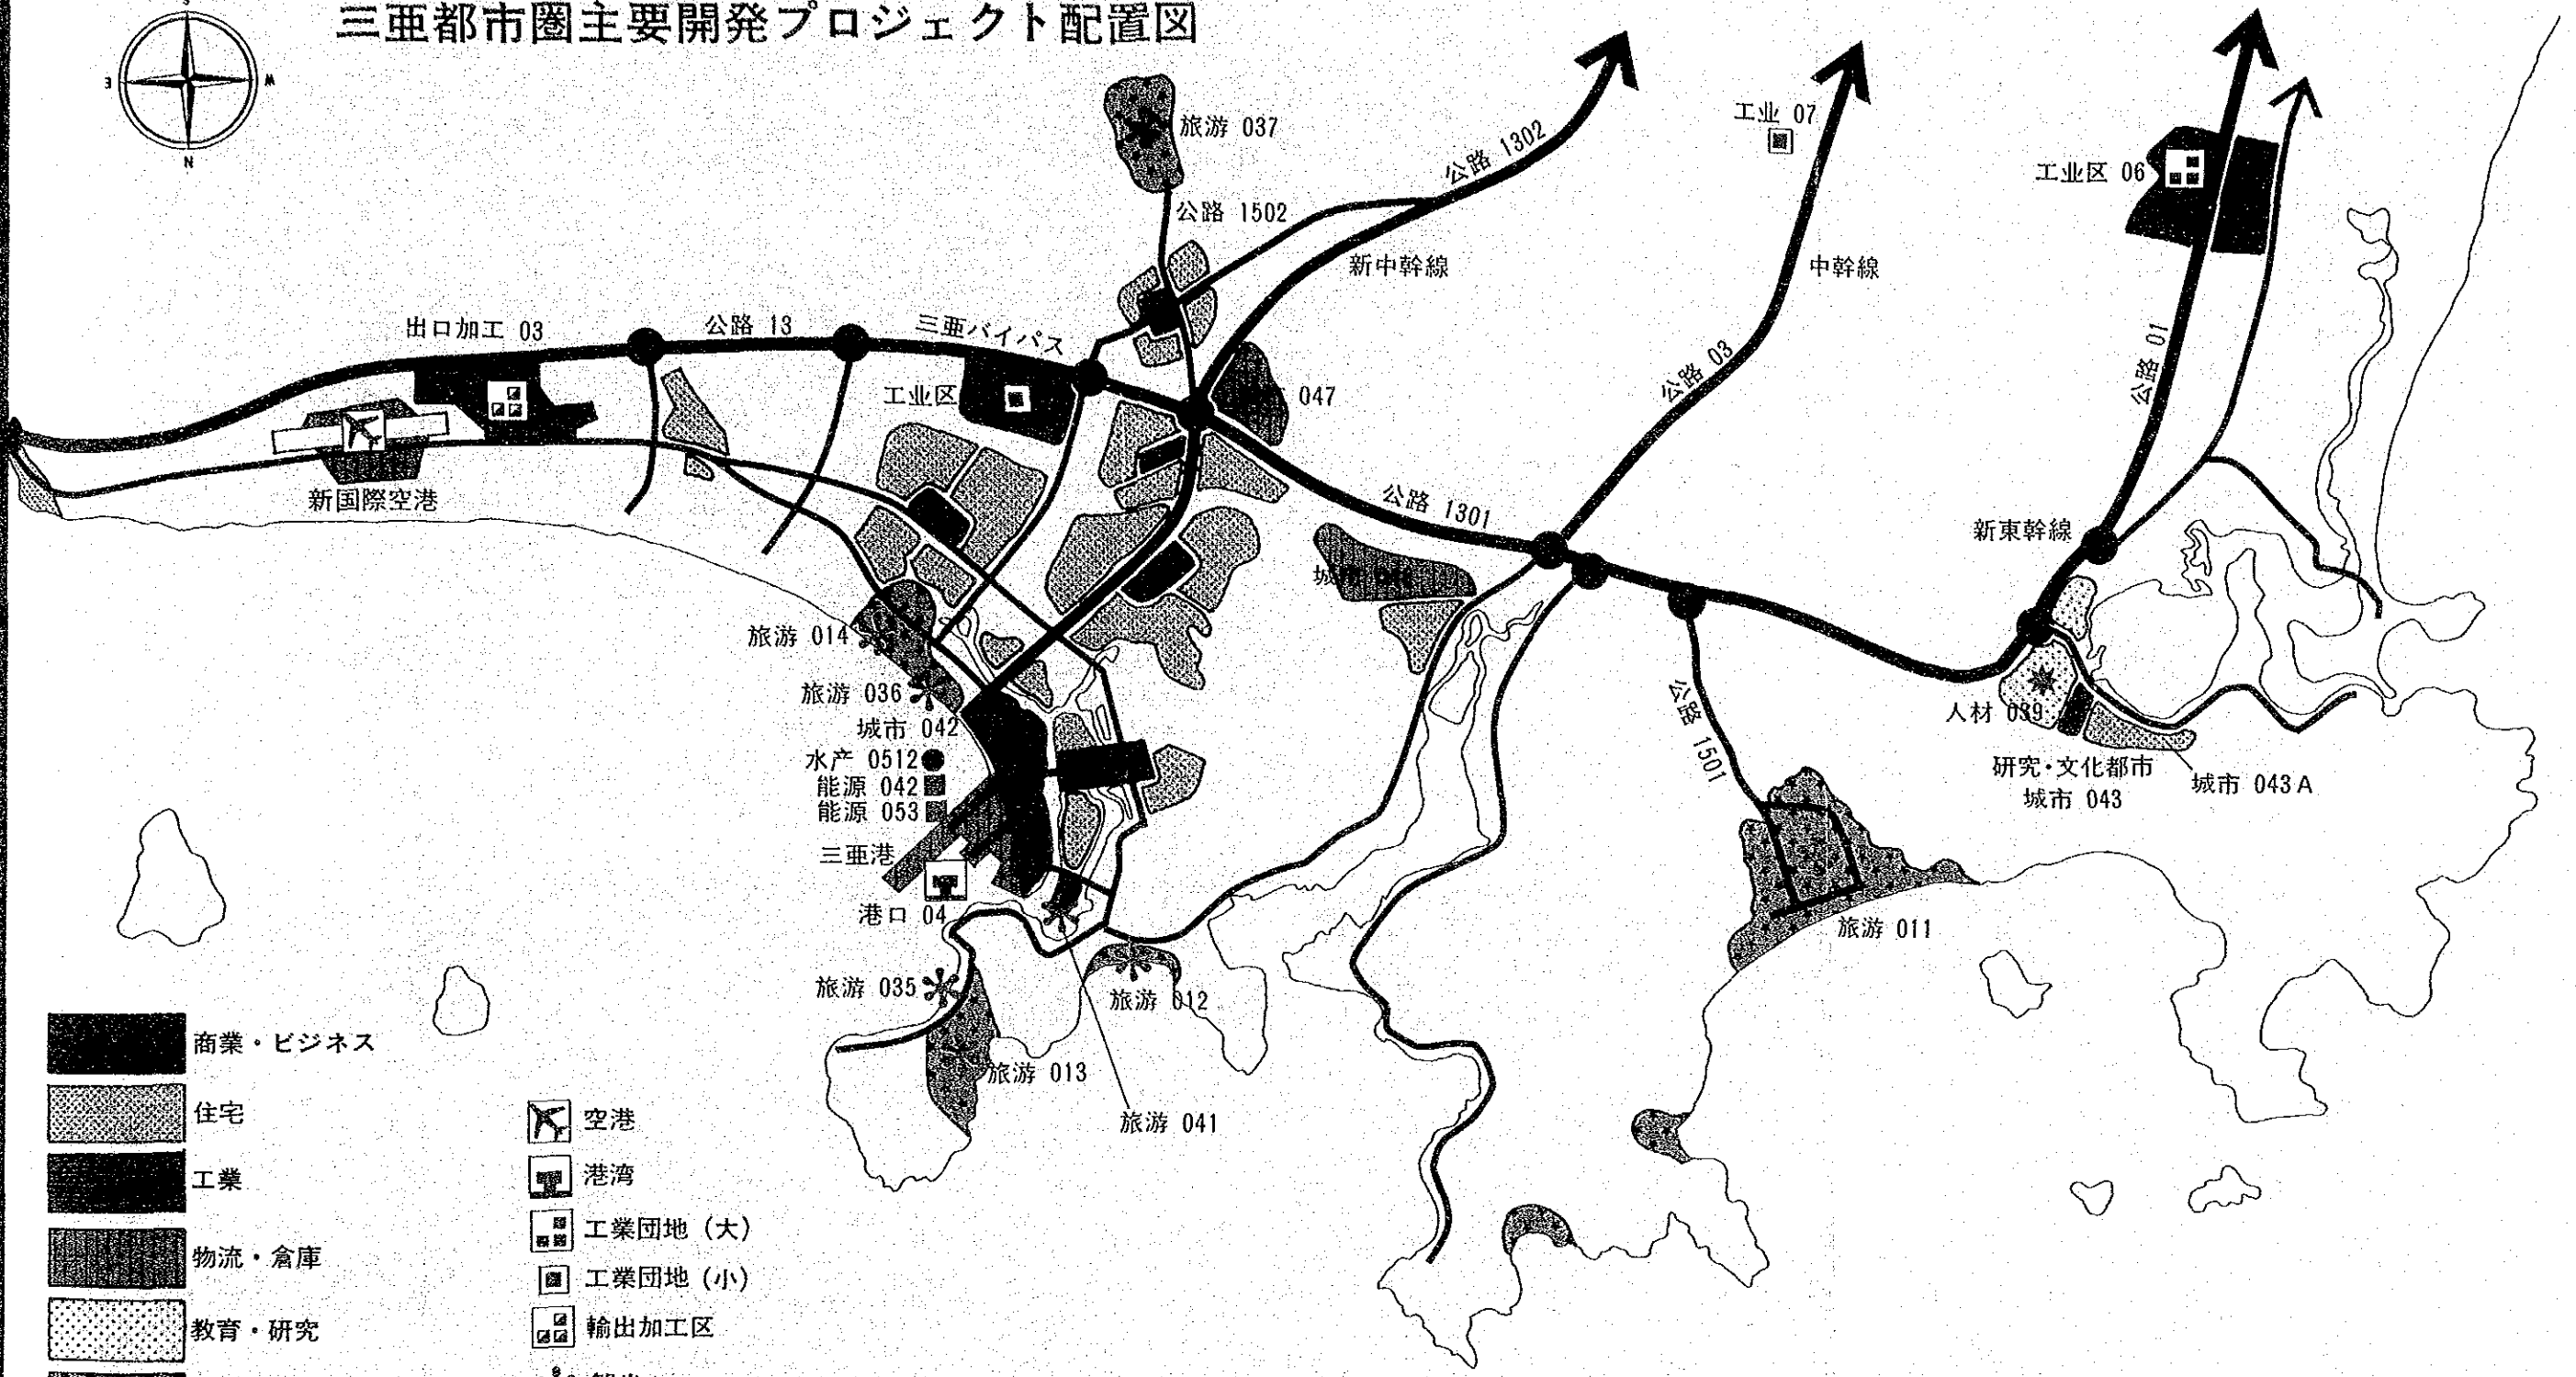 三亜都市圏主要開発プロジェクト配置図
S
E
W
N
旅游 037
公路 1302
工业 07
工业区 06
公路 1502
新中幹線
中幹線
出口加工 03
公路 13
三亜バイパス
公路 01
工业区
047
公路 03
新国際空港
公路 1301
新東幹線
城市
旅游 014
旅游 036
城市 042
水产 0512
能源 042
能源 053
三亜港
港口 04
公路 1501
人材 039
研究・文化都市
城市 043
城市 043A
旅游 011
旅游 035
旅游 012
旅游 013
旅游 041
商業・ビジネス
住宅
工業
物流・倉庫
教育・研究
空港
港湾
工業団地（大）
工業団地（小）
輸出加工区